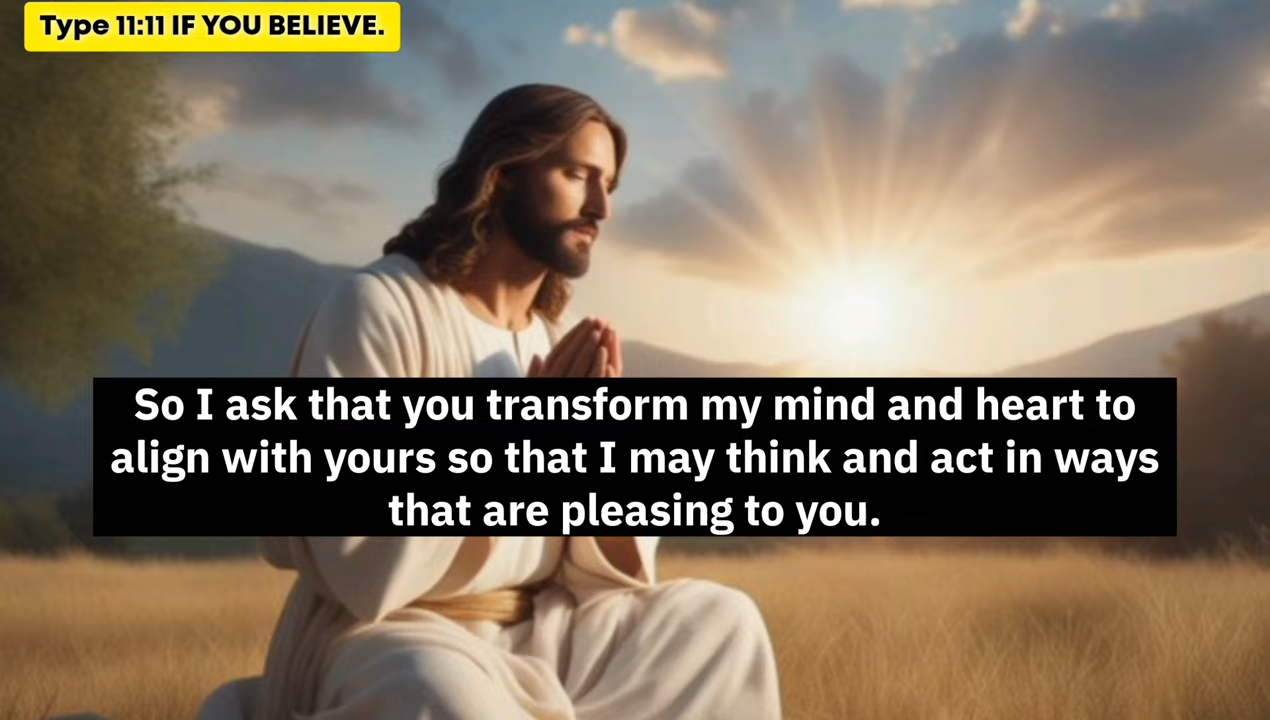 Type 11:11 IF YOU BELIEVE.
So I ask that you transform my mind and heart to
align with yours so that I may think and act in ways
that are pleasing to you.